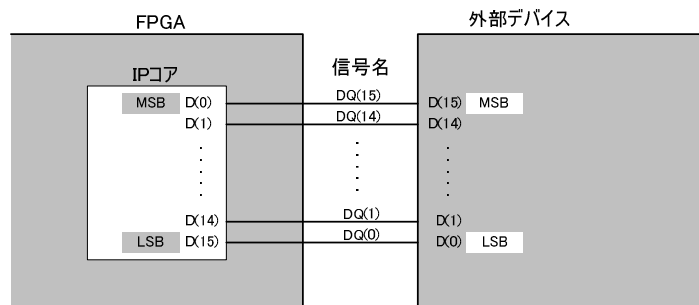 FPGA
外部デバイス
IPコア
信号名
MSB D(0) DQ(15) D(15) MSB
D(1) DQ(14) D(14)
D(14) DQ(1) D(1)
LSB D(15) DQ(0) D(0) LSB